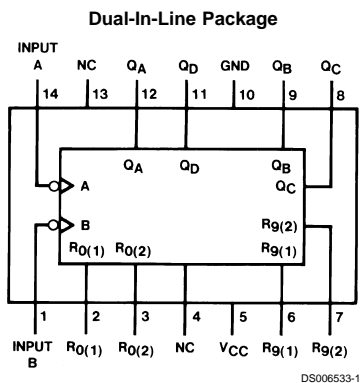 Dual-In-Line Package
INPUT
A NC QA QD GND QB QC
14 13 12 11 10 9 8
QA QD QB
QC
A
B R9(2)
R0(1) R0(2) R9(1)
1 2 3 4 5 6 7
INPUT
B R0(1) R0(2) NC VCC R9(1) R9(2)
DS006533-1